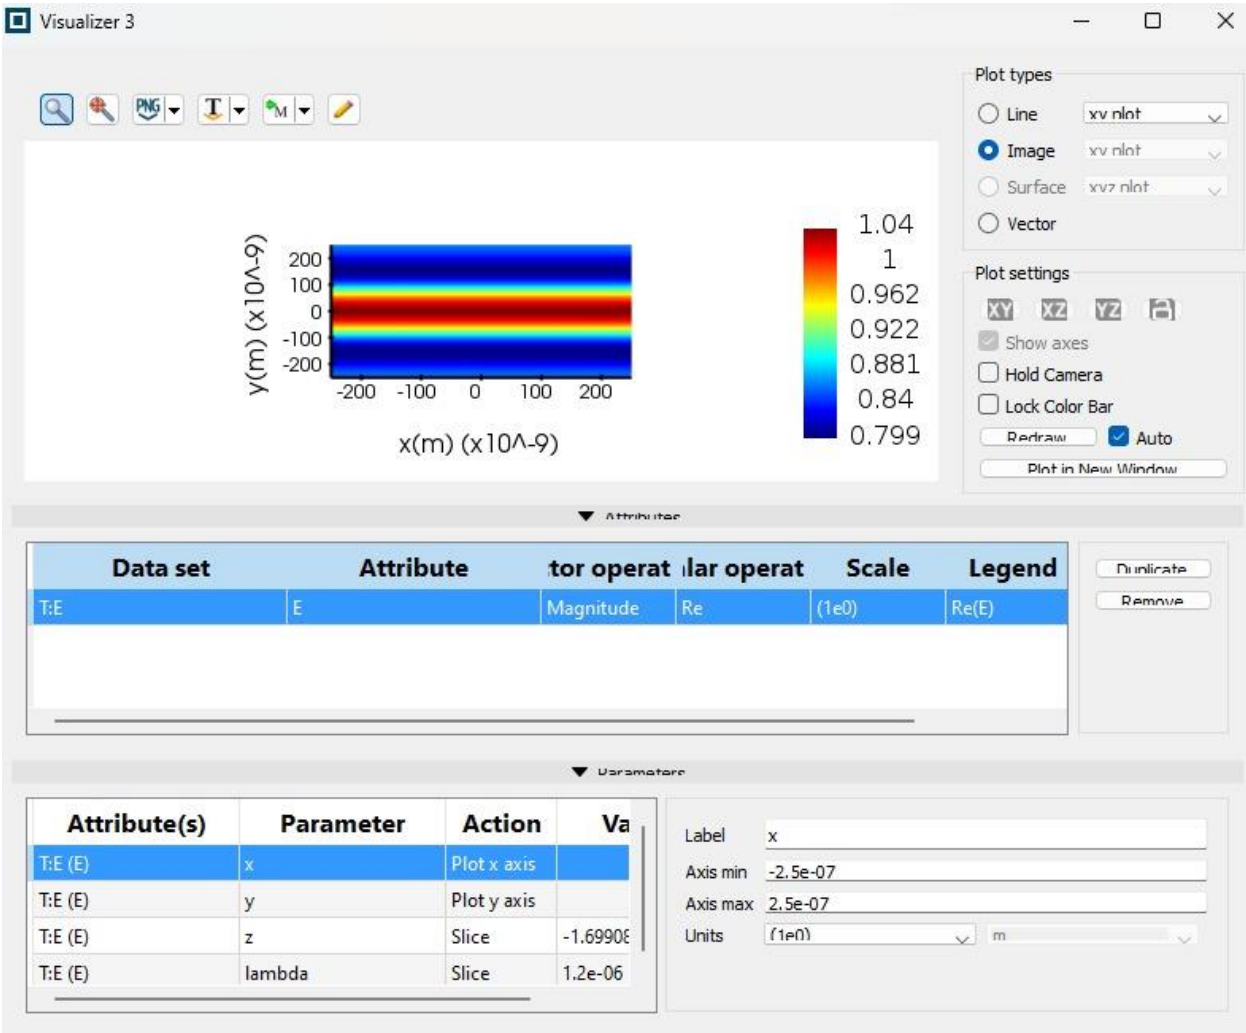 Visualizer 3
PNG T M
Plot types
Line xy plot
Image xy plot
Surface xyz plot
Vector
Plot settings
XY XZ YZ
Show axes
Hold Camera
Lock Color Bar
Redraw Auto
Plot in New Window
y(m) (x10^-9)
200
100
0
-100
-200
-200 -100 0 100 200
x(m) (x10^-9)
1.04
1
0.962
0.922
0.881
0.84
0.799
Attributes
Data set Attribute tor operat lar operat Scale Legend
T:E E Magnitude Re (1e0) Re(E)
Duplicate
Remove
Parameters
Attribute(s) Parameter Action Va
T:E (E) x Plot x axis
T:E (E) y Plot y axis
T:E (E) z Slice -1.69908
T:E (E) lambda Slice 1.2e-06
Label x
Axis min -2.5e-07
Axis max 2.5e-07
Units (1e0) m